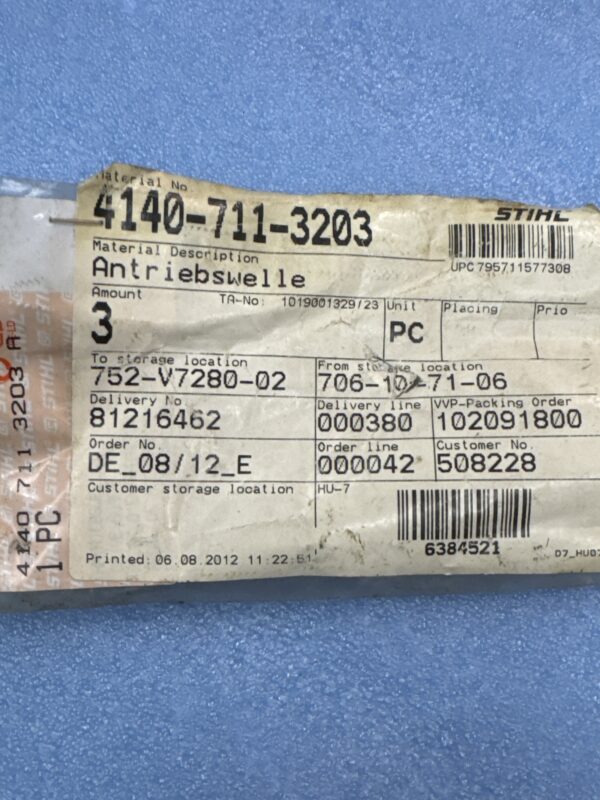 Material No
4140-711-3203
STIHL
UPC 795711577308
Material Description
Antriebswelle
Amount
3
TA-No: 1019001329/23
Unit
PC
Placing
Prio
To storage location
752-V7280-02
From storage location
706-10-71-06
Delivery No
81216462
Delivery line
000380
VVP-Packing Order
102091800
Order No.
DE_08/12_E
Order line
000042
Customer No.
508228
Customer storage location
HU-7
6384521
Printed: 06.08.2012 11:22:51
4140 711 3203 A
1 PC
STIHL ® STIHL ® STIHL